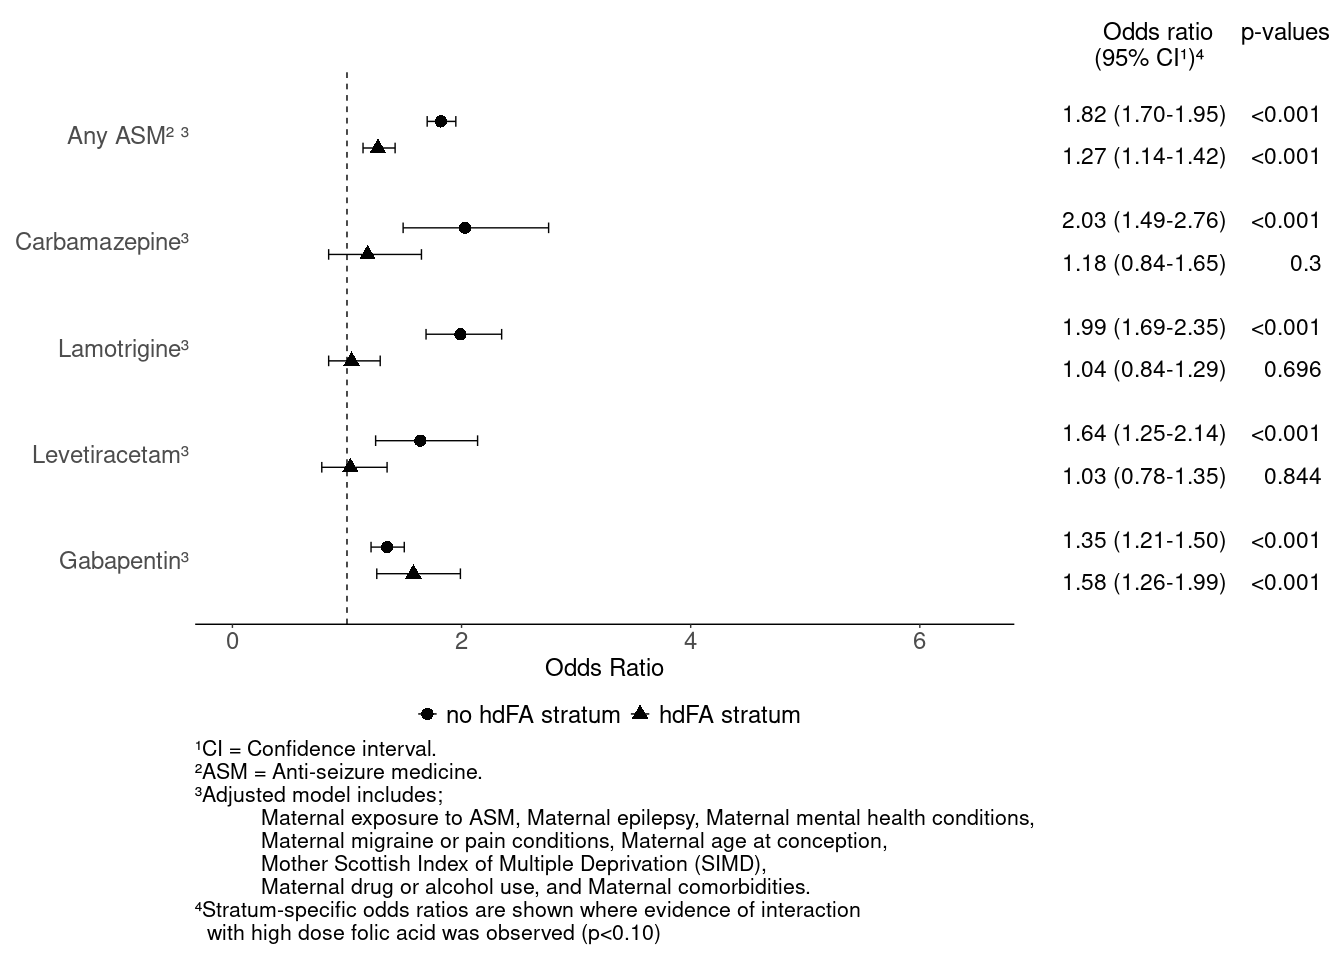 Odds ratio p-values
(95% CI¹)⁴
Any ASM² ³
1.82 (1.70-1.95) <0.001
1.27 (1.14-1.42) <0.001
Carbamazepine³
2.03 (1.49-2.76) <0.001
1.18 (0.84-1.65) 0.3
Lamotrigine³
1.99 (1.69-2.35) <0.001
1.04 (0.84-1.29) 0.696
Levetiracetam³
1.64 (1.25-2.14) <0.001
1.03 (0.78-1.35) 0.844
Gabapentin³
1.35 (1.21-1.50) <0.001
1.58 (1.26-1.99) <0.001
0 2 4 6
Odds Ratio
no hdFA stratum hdFA stratum
¹CI = Confidence interval.
²ASM = Anti-seizure medicine.
³Adjusted model includes;
Maternal exposure to ASM, Maternal epilepsy, Maternal mental health conditions,
Maternal migraine or pain conditions, Maternal age at conception,
Mother Scottish Index of Multiple Deprivation (SIMD),
Maternal drug or alcohol use, and Maternal comorbidities.
⁴Stratum-specific odds ratios are shown where evidence of interaction
with high dose folic acid was observed (p<0.10)